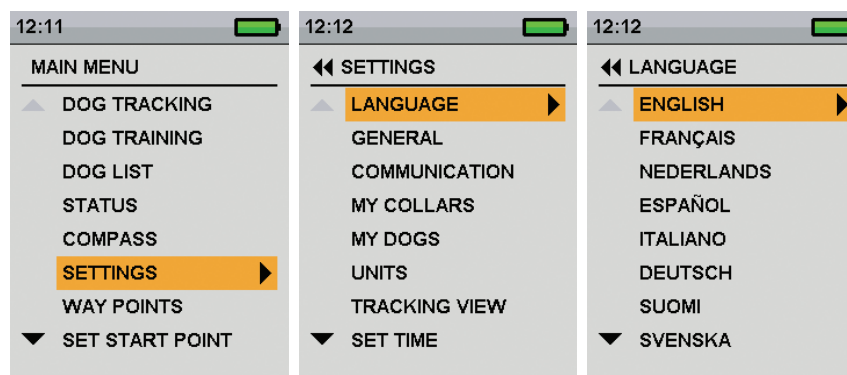 12:11
MAIN MENU
DOG TRACKING
DOG TRAINING
DOG LIST
STATUS
COMPASS
SETTINGS
WAY POINTS
SET START POINT
12:12
SETTINGS
LANGUAGE
GENERAL
COMMUNICATION
MY COLLARS
MY DOGS
UNITS
TRACKING VIEW
SET TIME
12:12
LANGUAGE
ENGLISH
FRANÇAIS
NEDERLANDS
ESPAÑOL
ITALIANO
DEUTSCH
SUOMI
SVENSKA